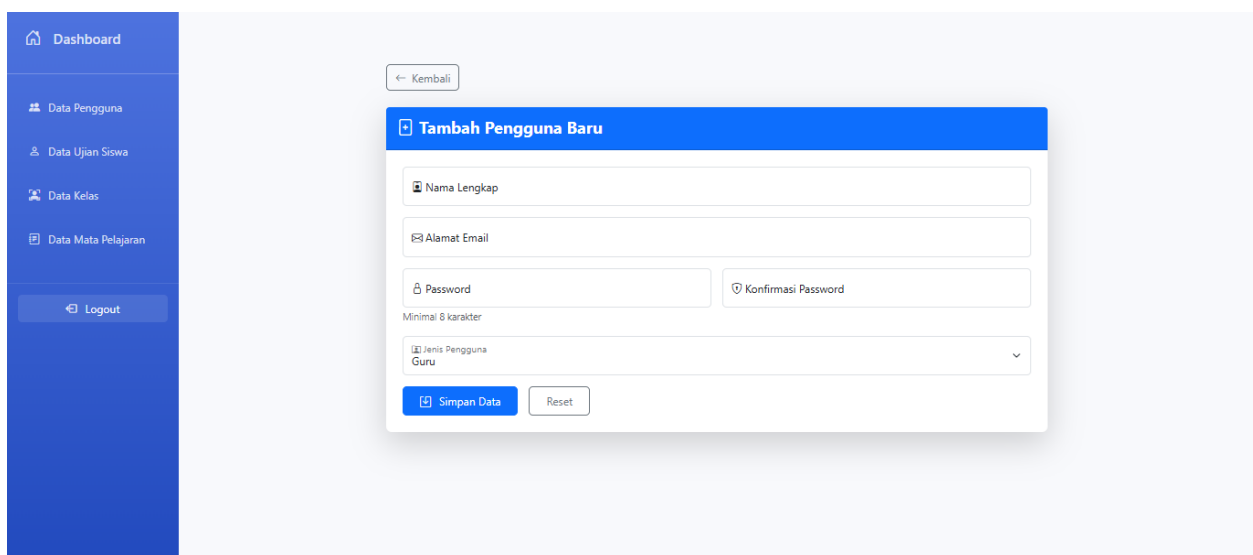 Dashboard
Data Pengguna
Data Ujian Siswa
Data Kelas
Data Mata Pelajaran
Logout
← Kembali
Tambah Pengguna Baru
Nama Lengkap
Alamat Email
Password
Konfirmasi Password
Minimal 8 karakter
Jenis Pengguna
Guru
Simpan Data
Reset